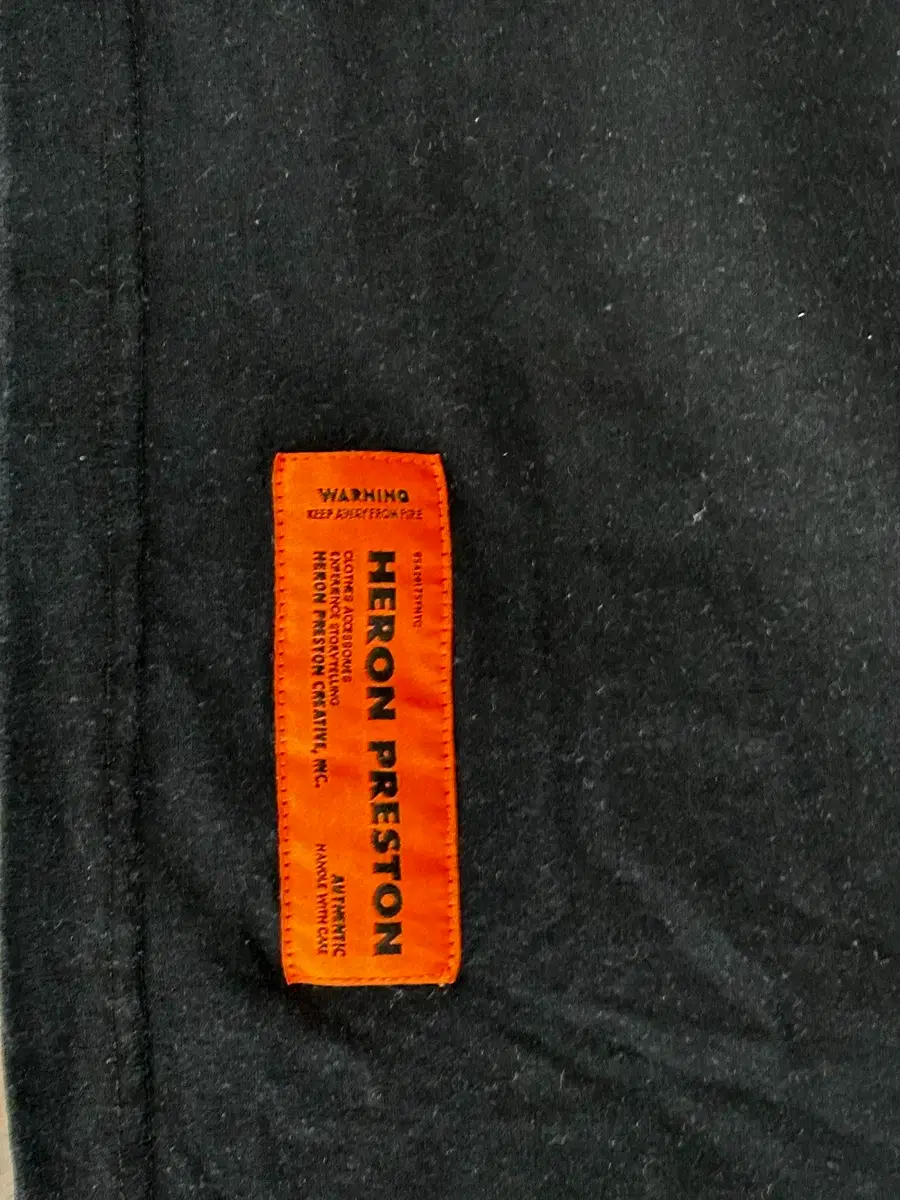 WARNING
KEEP AWAY FROM FIRE
HERON PRESTON
CLOTHES ACCESSORIES
EXPERIENCE STORYTELLING
HERON PRESTON CREATIVE, INC.
AUTHENTIC
HANDLE WITH CARE